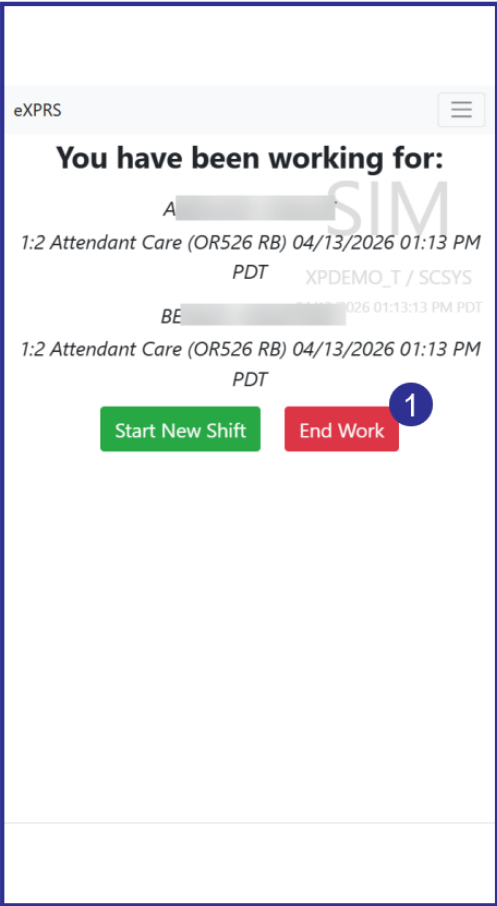 eXPRS
You have been working for:
A
SIM
1:2 Attendant Care (OR526 RB) 04/13/2026 01:13 PM
PDT
XPDEMO_T / SCSYS
026 01:13:13 PM PDT
BE
1:2 Attendant Care (OR526 RB) 04/13/2026 01:13 PM
PDT
1
Start New Shift
End Work